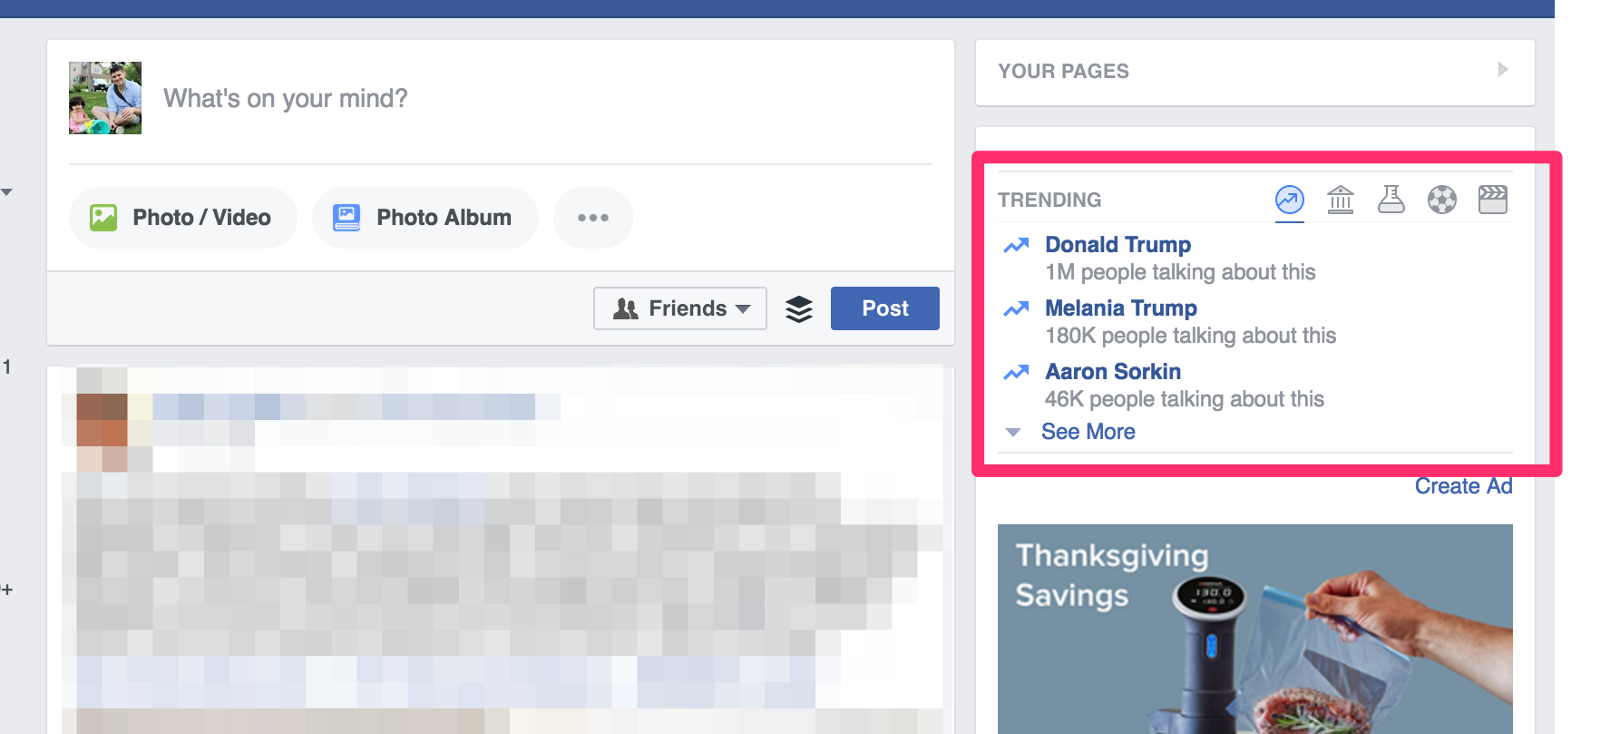 What's on your mind?
Photo / Video
Photo Album
Friends
Post
1
+
YOUR PAGES
TRENDING
Donald Trump
1M people talking about this
Melania Trump
180K people talking about this
Aaron Sorkin
46K people talking about this
See More
Create Ad
Thanksgiving
Savings
130.0